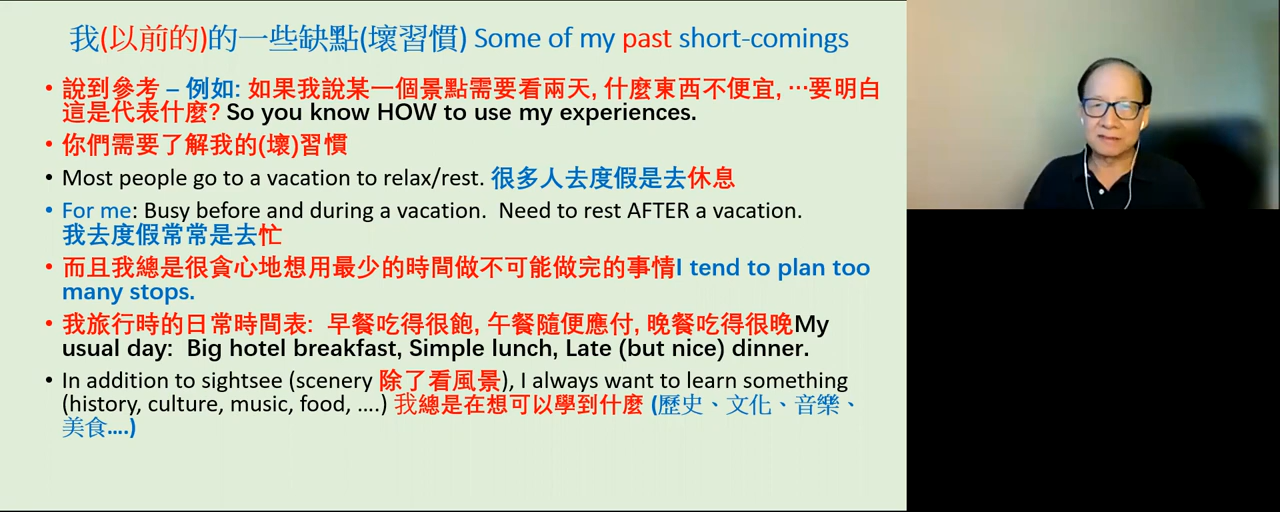 我(以前的)的一些缺點(壞習慣) Some of my past short-comings
• 說到參考 – 例如: 如果我說某一個景點需要看兩天, 什麼東西不便宜, …要明白
這是代表什麼? So you know HOW to use my experiences.
• 你們需要了解我的(壞)習慣
• Most people go to a vacation to relax/rest. 很多人去度假是去休息
• For me: Busy before and during a vacation. Need to rest AFTER a vacation.
我去度假常常是去忙
• 而且我總是很貪心地想用最少的時間做不可能做完的事情I tend to plan too
many stops.
• 我旅行時的日常時間表: 早餐吃得很飽, 午餐隨便應付, 晚餐吃得很晚My
usual day: Big hotel breakfast, Simple lunch, Late (but nice) dinner.
• In addition to sightsee (scenery 除了看風景), I always want to learn something
(history, culture, music, food, ….) 我總是在想可以學到什麼 (歷史、文化、音樂、
美食….)